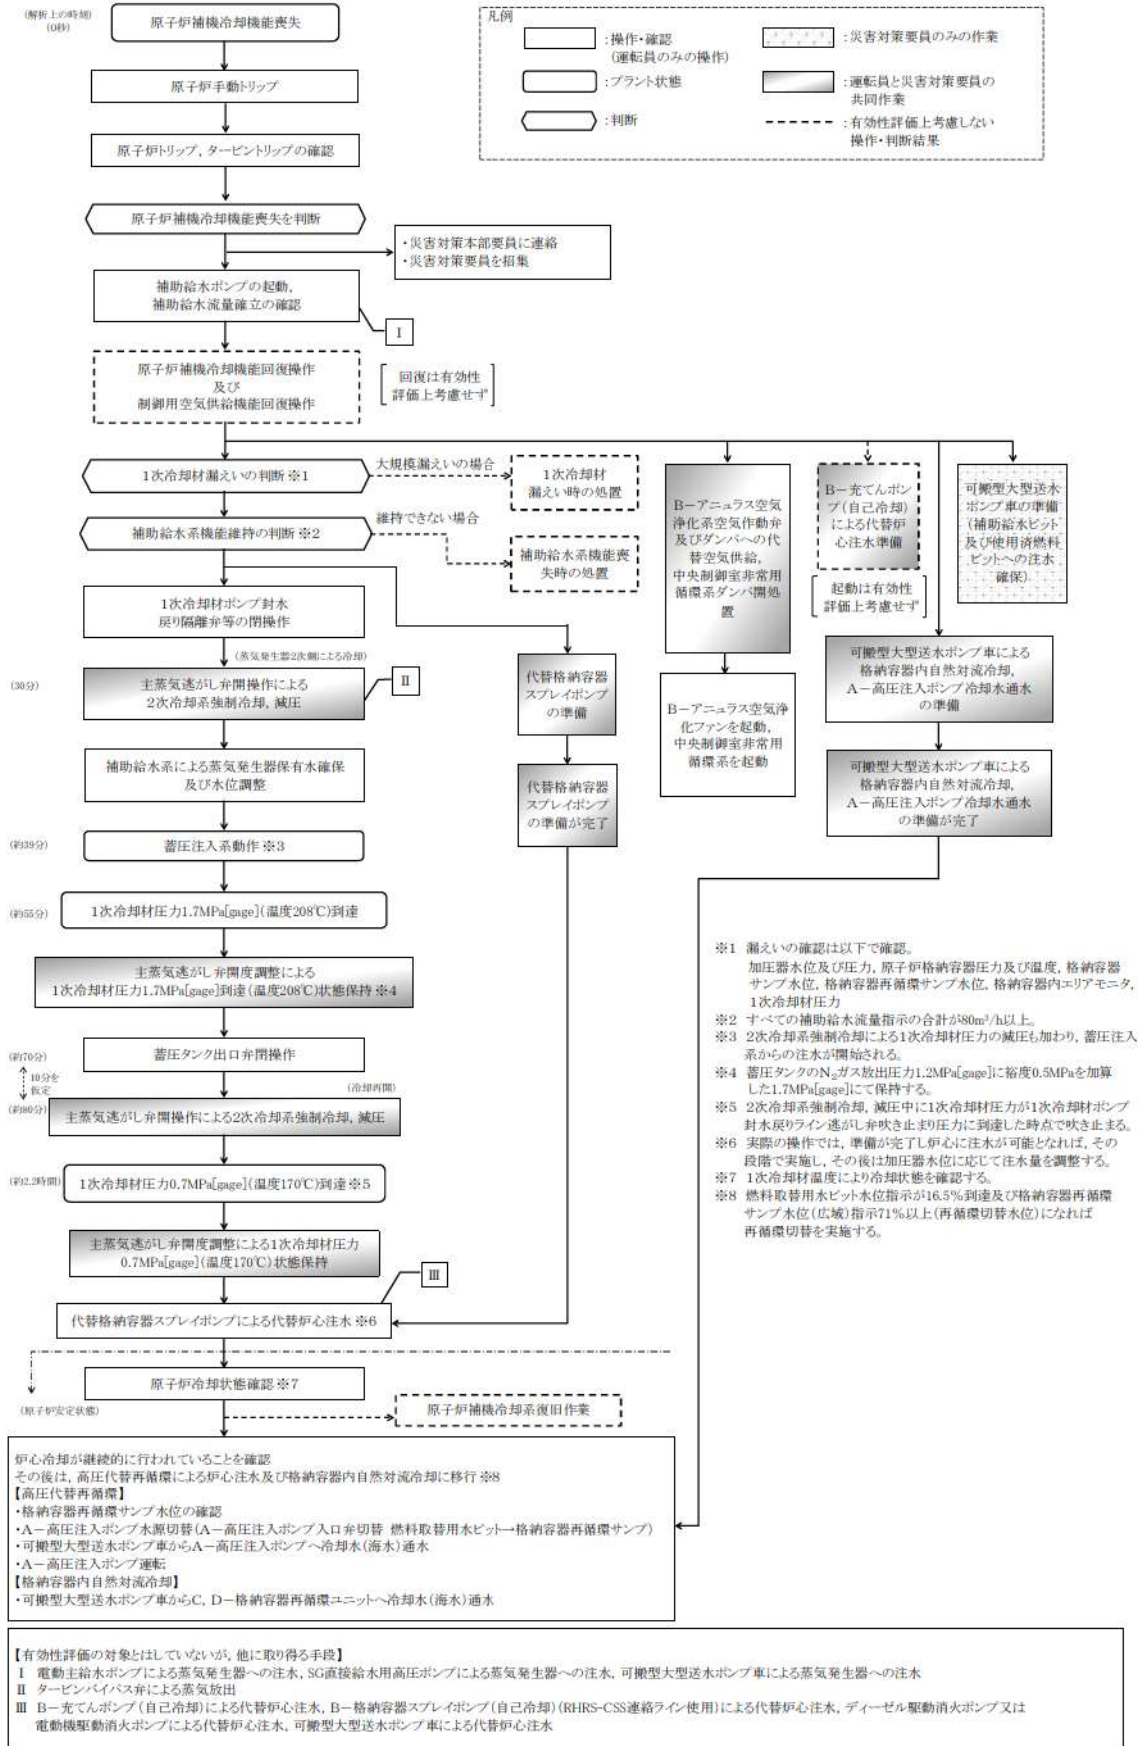 (解析上の時刻)
(0秒)
原子炉補機冷却機能喪失
凡例
:操作・確認
(運転員のみの操作)
:プラント状態
:判断
:災害対策要員のみの作業
:運転員と災害対策要員の
共同作業
:有効性評価上考慮しない
操作・判断結果
原子炉手動トリップ
原子炉トリップ,タービントリップの確認
原子炉補機冷却機能喪失を判断
・災害対策本部要員に連絡
・災害対策要員を招集
補助給水ポンプの起動,
補助給水流量確立の確認
Ⅰ
原子炉補機冷却機能回復操作
及び
制御用空気供給機能回復操作
回復は有効性
評価上考慮せず
1次冷却材漏えいの判断※1
大規模漏えいの場合
1次冷却材
漏えい時の処置
補助給水系機能維持の判断※2
維持できない場合
補助給水系機能喪
失時の処置
B-アニュラス空気
浄化系空気作動弁
及びダンパへの代
替空気供給,
中央制御室非常用
循環系ダンパ開処
置
B-充てんポン
プ(自己冷却)
による代替炉
心注水準備
起動は有効性
評価上考慮せず
可搬型大型送水
ポンプ車の準備
(補助給水ピット
及び使用済燃料
ピットへの注水
確保)
1次冷却材ポンプ封水
戻り隔離弁等の閉操作
(蒸気発生器2次側による冷却)
(30分)
主蒸気逃がし弁開操作による
2次冷却系強制冷却,減圧
Ⅱ
代替格納容器
スプレイポンプ
の準備
B-アニュラス空気浄
化ファンを起動,
中央制御室非常用
循環系を起動
可搬型大型送水ポンプ車による
格納容器内自然対流冷却,
A-高圧注入ポンプ冷却水通水
の準備
補助給水系による蒸気発生器保有水確保
及び水位調整
代替格納容器
スプレイポンプ
の準備が完了
可搬型大型送水ポンプ車による
格納容器内自然対流冷却,
A-高圧注入ポンプ冷却水通水
の準備が完了
(約39分)
蓄圧注入系動作※3
(約55分)
1次冷却材圧力1.7MPa[gage](温度208℃)到達
主蒸気逃がし弁開度調整による
1次冷却材圧力1.7MPa[gage]到達(温度208℃)状態保持※4
(約70分)
蓄圧タンク出口弁閉操作
10分を
仮定
(冷却再開)
(約80分)
主蒸気逃がし弁開操作による2次冷却系強制冷却,減圧
(約2.2時間)
1次冷却材圧力0.7MPa[gage](温度170℃)到達※5
主蒸気逃がし弁開度調整による1次冷却材圧力
0.7MPa[gage](温度170℃)状態保持
Ⅲ
代替格納容器スプレイポンプによる代替炉心注水※6
原子炉冷却状態確認※7
(原子炉安定状態)
原子炉補機冷却系復旧作業
※1 漏えいの確認は以下で確認。
加圧器水位及び圧力,原子炉格納容器圧力及び温度,格納容器
サンプ水位,格納容器再循環サンプ水位,格納容器内エリアモニタ,
1次冷却材圧力
※2 すべての補助給水流量指示の合計が80m³/h以上。
※3 2次冷却系強制冷却による1次冷却材圧力の減圧も加わり,蓄圧注入
系からの注水が開始される。
※4 蓄圧タンクのN₂ガス放出圧力1.2MPa[gage]に裕度0.5MPaを加算
した1.7MPa[gage]にて保持する。
※5 2次冷却系強制冷却,減圧中に1次冷却材圧力が1次冷却材ポンプ
封水戻りライン逃がし弁吹き止まり圧力に到達した時点で吹き止まる。
※6 実際の操作では,準備が完了し炉心に注水が可能となれば,その
段階で実施し,その後は加圧器水位に応じて注水量を調整する。
※7 1次冷却材温度により冷却状態を確認する。
※8 燃料取替用水ピット水位指示が16.5%到達及び格納容器再循環
サンプ水位(広域)指示71%以上(再循環切替水位)になれば
再循環切替を実施する。
炉心冷却が継続的に行われていることを確認
その後は,高圧代替再循環による炉心注水及び格納容器内自然対流冷却に移行※8
【高圧代替再循環】
・格納容器再循環サンプ水位の確認
・A-高圧注入ポンプ水源切替(A-高圧注入ポンプ入口弁切替 燃料取替用水ピット→格納容器再循環サンプ)
・可搬型大型送水ポンプ車からA-高圧注入ポンプへ冷却水(海水)通水
・A-高圧注入ポンプ運転
【格納容器内自然対流冷却】
・可搬型大型送水ポンプ車からC,D-格納容器再循環ユニットへ冷却水(海水)通水
【有効性評価の対象とはしていないが,他に取り得る手段】
Ⅰ 電動主給水ポンプによる蒸気発生器への注水,SG直接給水用高圧ポンプによる蒸気発生器への注水,可搬型大型送水ポンプ車による蒸気発生器への注水
Ⅱ タービンバイパス弁による蒸気放出
Ⅲ B-充てんポンプ(自己冷却)による代替炉心注水,B-格納容器スプレイポンプ(自己冷却)(RHRS-CSS連絡ライン使用)による代替炉心注水,ディーゼル駆動消火ポンプ又は
電動機駆動消火ポンプによる代替炉心注水,可搬型大型送水ポンプ車による代替炉心注水